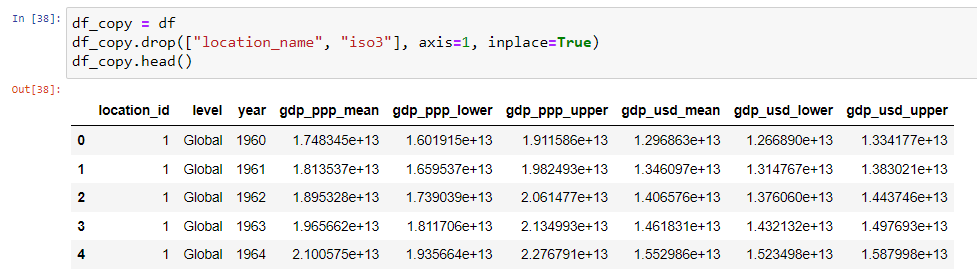 In [38]: df_copy = df
df_copy.drop(["location_name", "iso3"], axis=1, inplace=True)
df_copy.head()
Out[38]:
location_id level year gdp_ppp_mean gdp_ppp_lower gdp_ppp_upper gdp_usd_mean gdp_usd_lower gdp_usd_upper
0 1 Global 1960 1.748345e+13 1.601915e+13 1.911586e+13 1.296863e+13 1.266890e+13 1.334177e+13
1 1 Global 1961 1.813537e+13 1.659537e+13 1.982493e+13 1.346097e+13 1.314767e+13 1.383021e+13
2 1 Global 1962 1.895328e+13 1.739039e+13 2.061477e+13 1.406576e+13 1.376060e+13 1.443746e+13
3 1 Global 1963 1.965662e+13 1.811706e+13 2.134993e+13 1.461831e+13 1.432132e+13 1.497693e+13
4 1 Global 1964 2.100575e+13 1.935664e+13 2.276791e+13 1.552986e+13 1.523498e+13 1.587998e+13